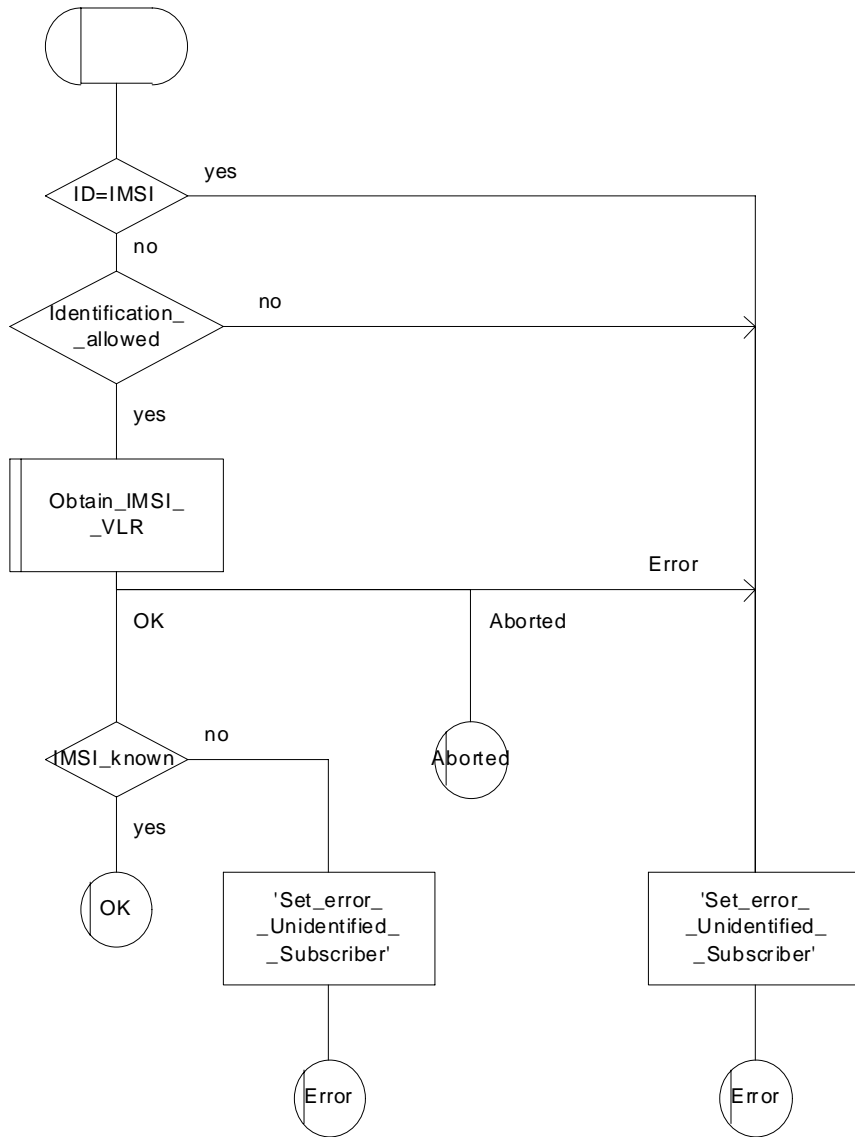 yes
ID=IMSI
no
no
Identification_
_allowed
yes
Obtain_IMSI_
_VLR
Error
OK
Aborted
no
IMSI_known
Aborted
yes
OK
'Set_error_
_Unidentified_
_Subscriber'
'Set_error_
_Unidentified_
_Subscriber'
Error
Error